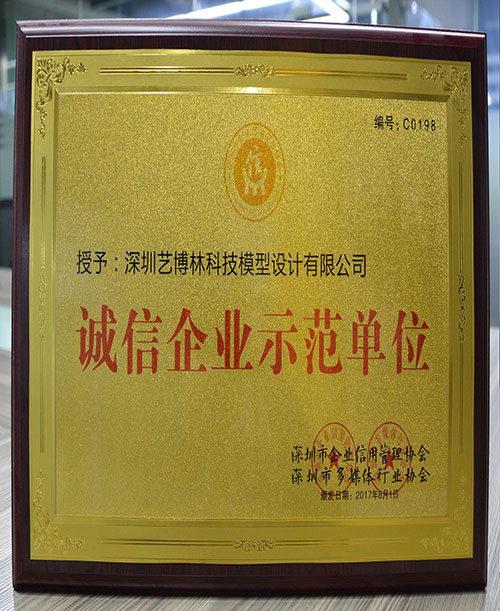 编号:C0198
授予:深圳艺博林科技模型设计有限公司
诚信企业示范单位
深圳市企业信用管理协会
深圳市多媒体行业协会
颁发日期:2017年8月1日